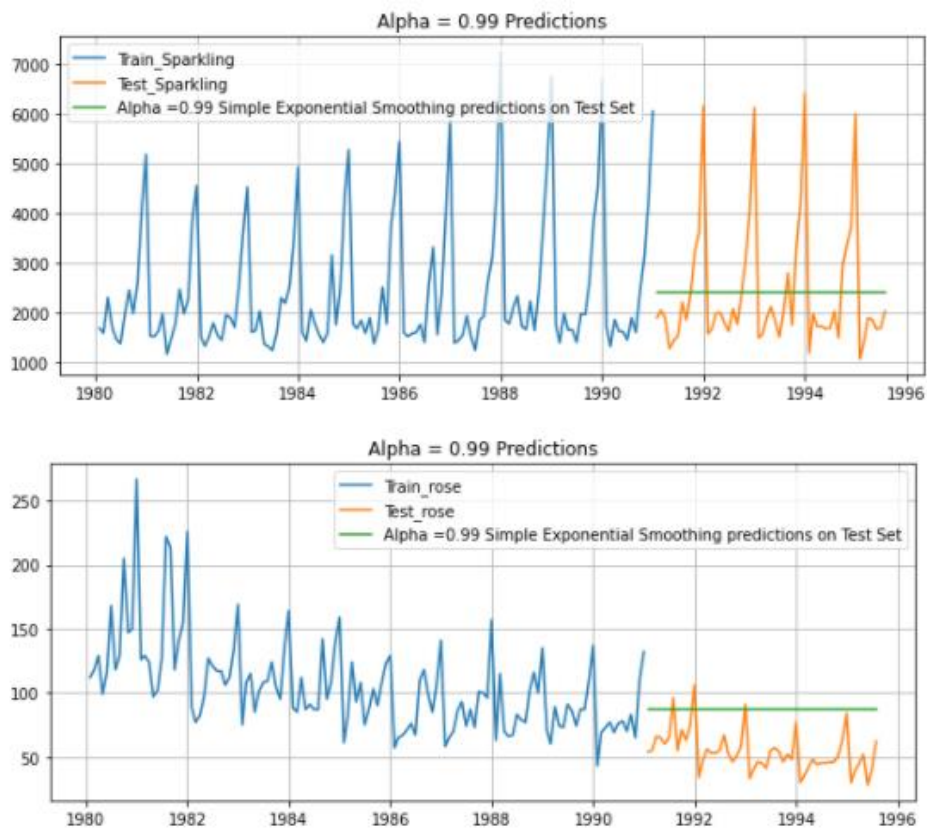 Alpha = 0.99 Predictions
Train_Sparkling
Test_Sparkling
Alpha =0.99 Simple Exponential Smoothing predictions on Test Set
7000
6000
5000
4000
3000
2000
1000
1980 1982 1984 1986 1988 1990 1992 1994 1996
Alpha = 0.99 Predictions
Train_rose
Test_rose
Alpha =0.99 Simple Exponential Smoothing predictions on Test Set
250
200
150
100
50
1980 1982 1984 1986 1988 1990 1992 1994 1996